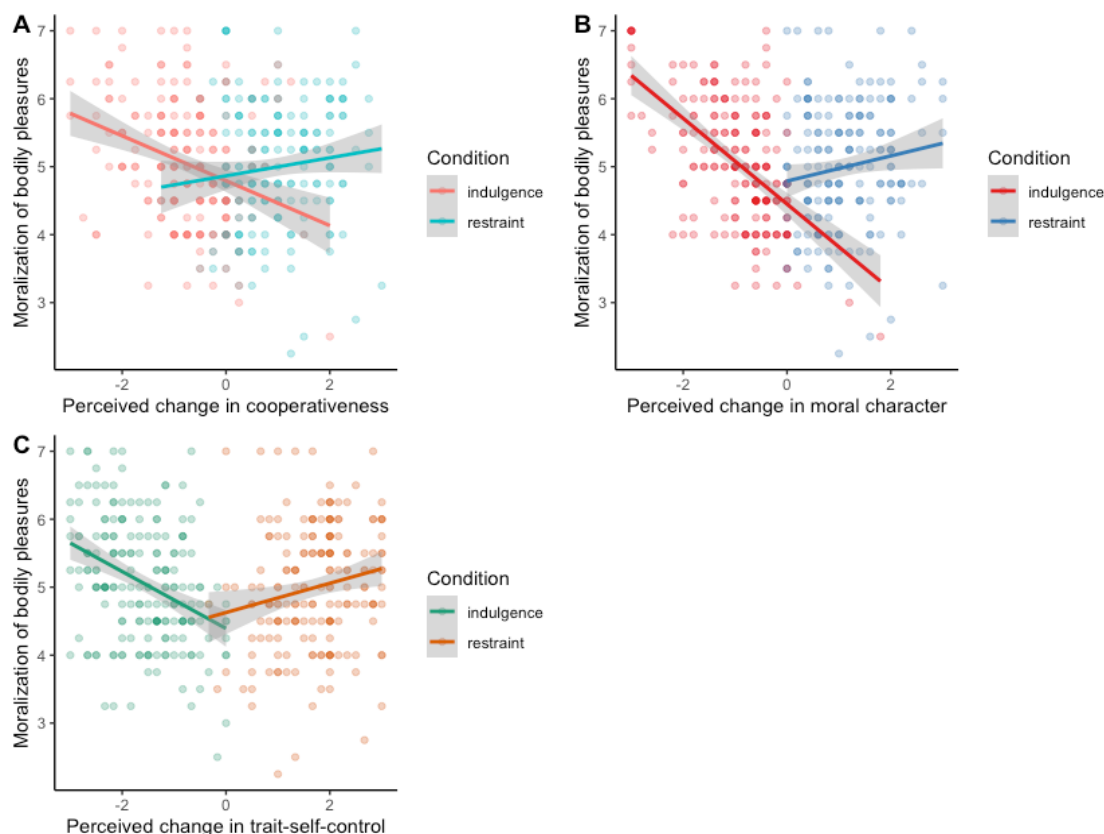 A
Moralization of bodily pleasures
7
6
5
4
3
-2
0
2
Perceived change in cooperativeness
Condition
indulgence
restraint
B
Moralization of bodily pleasures
7
6
5
4
3
-2
0
2
Perceived change in moral character
Condition
indulgence
restraint
C
Moralization of bodily pleasures
7
6
5
4
3
-2
0
2
Perceived change in trait-self-control
Condition
indulgence
restraint